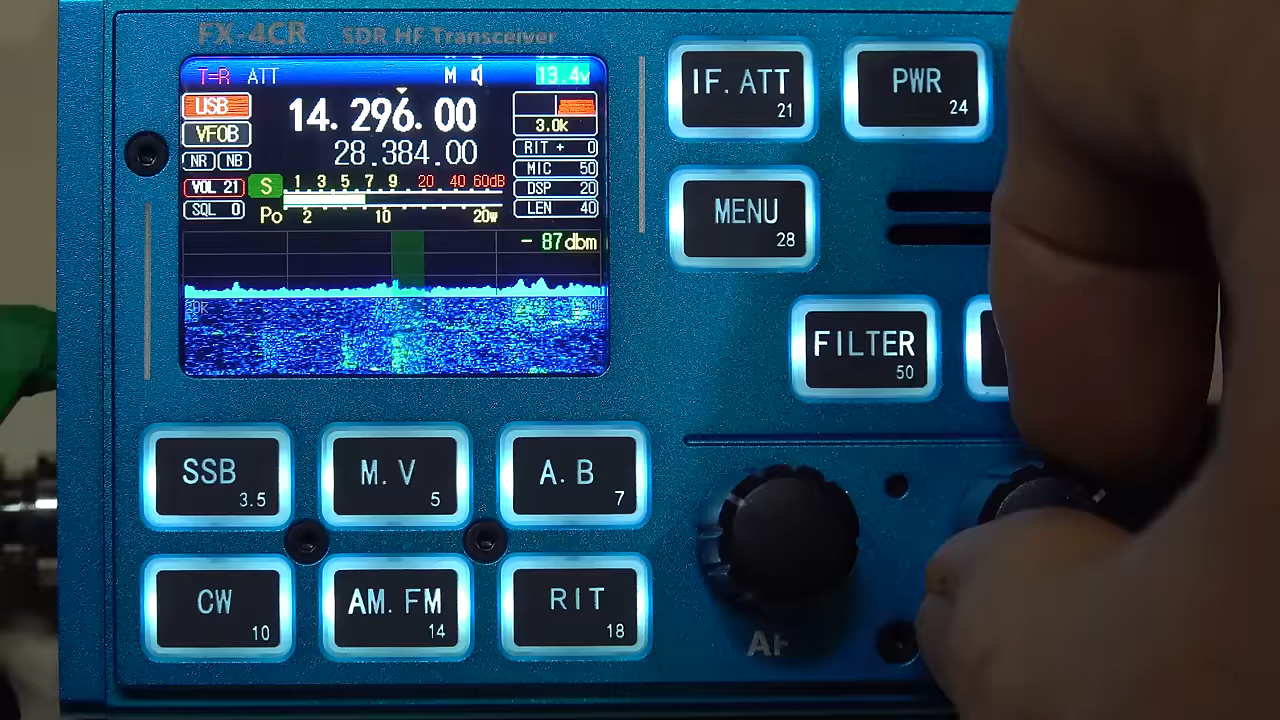 FX-4CR SDR HF Transceiver
T=R ATT M 13.4v
USB 14.296.00
VFOB 28.384.00 3.0k
NR NB RIT + 0
VOL 21 S 1 3 5 7 9 20 40 60dB MIC 50
SQL 0 Po 2 10 20w DSP 20
LEN 40
- 87dbm
IF. ATT
21
PWR
24
MENU
28
FILTER
50
SSB
3.5
M. V
5
A. B
7
CW
10
AM. FM
14
RIT
18